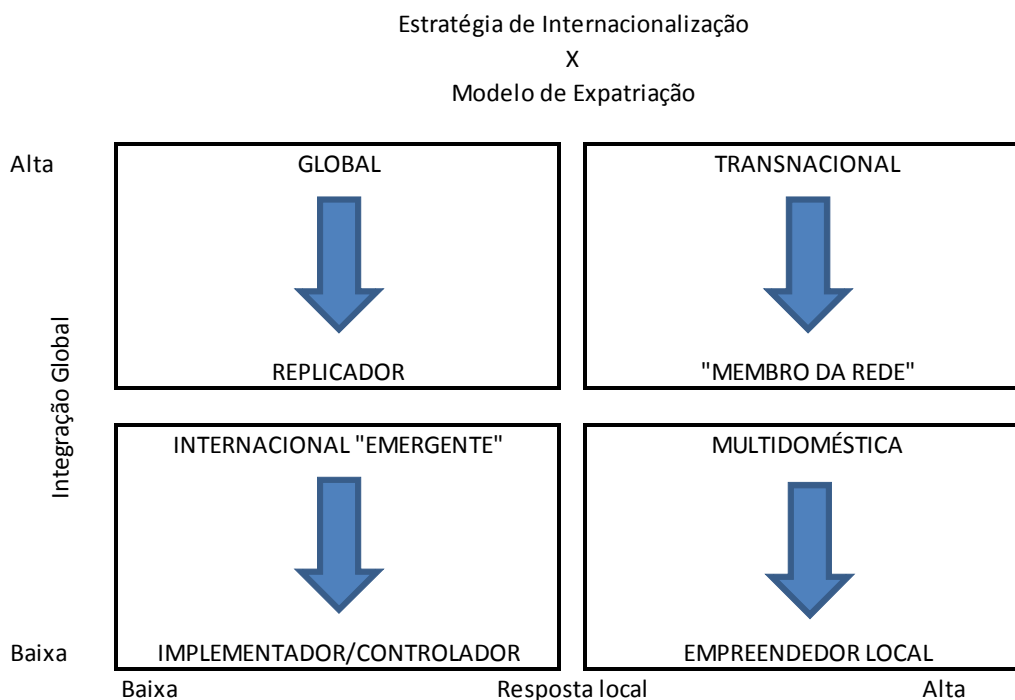 Estratégia de Internacionalização
X
Modelo de Expatriação
Alta
GLOBAL
TRANSNACIONAL
REPLICADOR
"MEMBRO DA REDE"
Integração Global
INTERNACIONAL "EMERGENTE"
MULTIDOMÉSTICA
IMPLEMENTADOR/CONTROLADOR
EMPREENDEDOR LOCAL
Baixa
Baixa
Resposta local
Alta